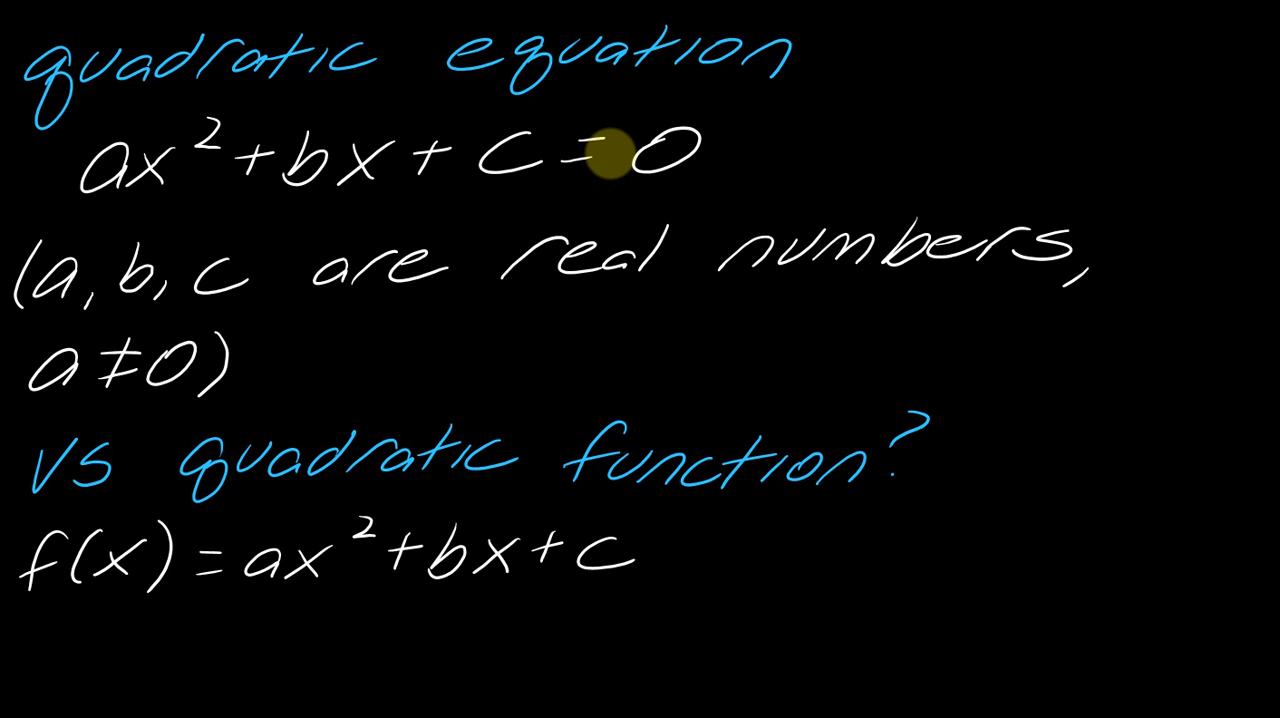 quadratic equation
ax² + bx + c = 0
(a, b, c are real numbers,
a ≠ 0)
vs quadratic function?
f(x) = ax² + bx + c